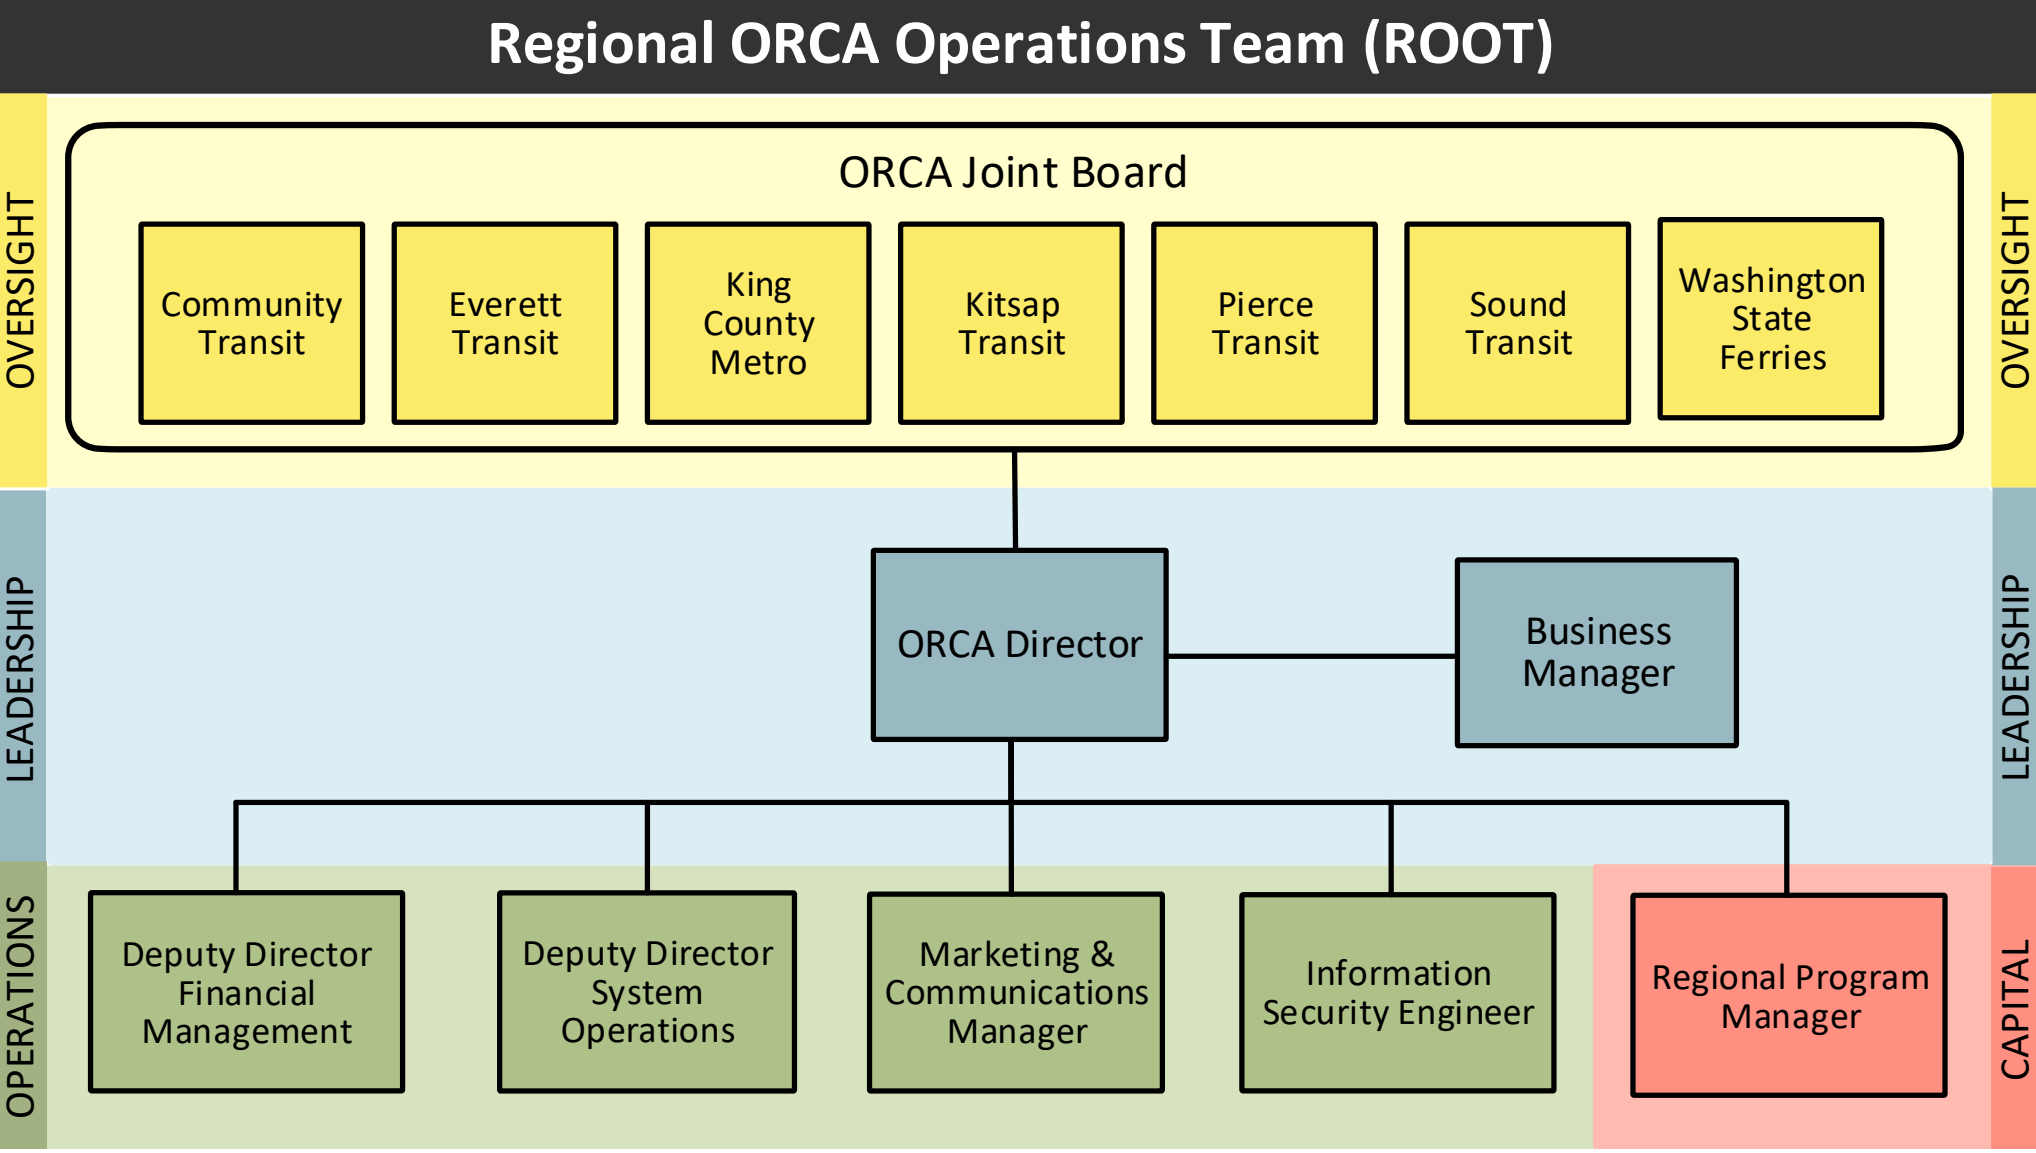 Regional ORCA Operations Team (ROOT)
OVERSIGHT
OVERSIGHT
ORCA Joint Board
Community
Transit
Everett
Transit
King
County
Metro
Kitsap
Transit
Pierce
Transit
Sound
Transit
Washington
State
Ferries
LEADERSHIP
LEADERSHIP
ORCA Director
Business
Manager
OPERATIONS
Deputy Director
Financial
Management
Deputy Director
System
Operations
Marketing &
Communications
Manager
Information
Security Engineer
Regional Program
Manager
CAPITAL